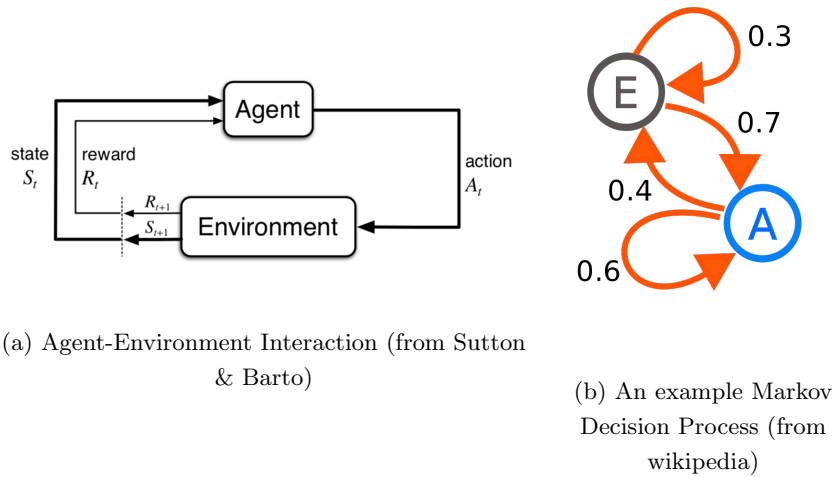 Agent
state
S_t
reward
R_t
action
A_t
R_{t+1}
S_{t+1}
Environment
(a) Agent-Environment Interaction (from Sutton
& Barto)
0.3
E
0.7
0.4
A
0.6
(b) An example Markov
Decision Process (from
wikipedia)